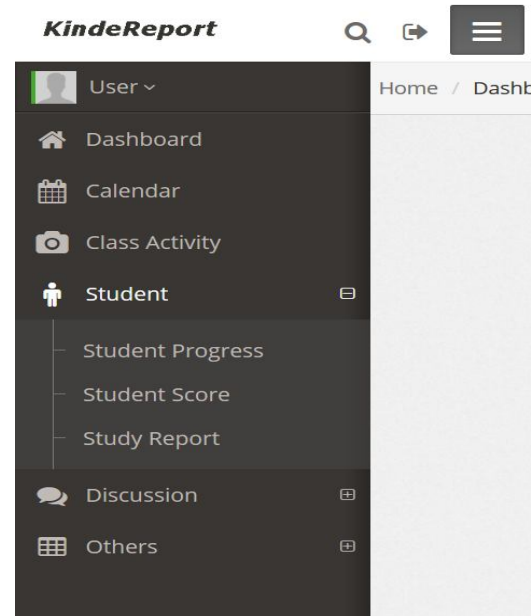 KindeReport
User
Home / Dashb
Dashboard
Calendar
Class Activity
Student
Student Progress
Student Score
Study Report
Discussion
Others